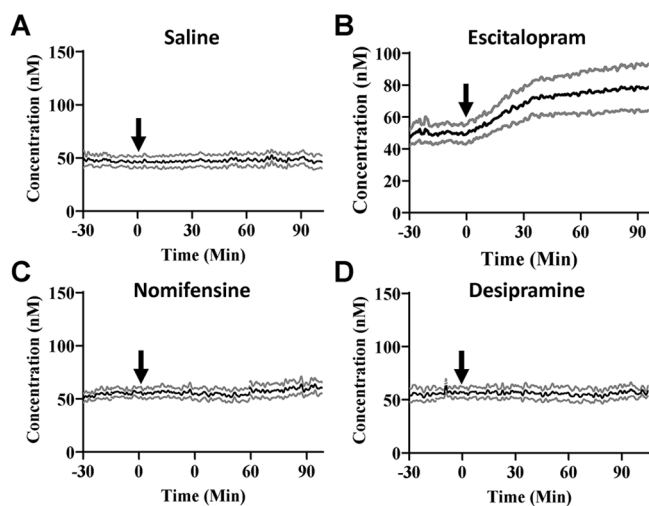 A
Saline
Concentration (nM)
150
100
50
0
-30 0 30 60 90
Time (Min)
B
Escitalopram
Concentration (nM)
100
80
60
40
20
0
-30 0 30 60 90
Time (Min)
C
Nomifensine
Concentration (nM)
150
100
50
0
-30 0 0 60 90
Time (Min)
D
Desipramine
Concentration (nM)
150
100
50
0
-30 0 30 60 90
Time (Min)